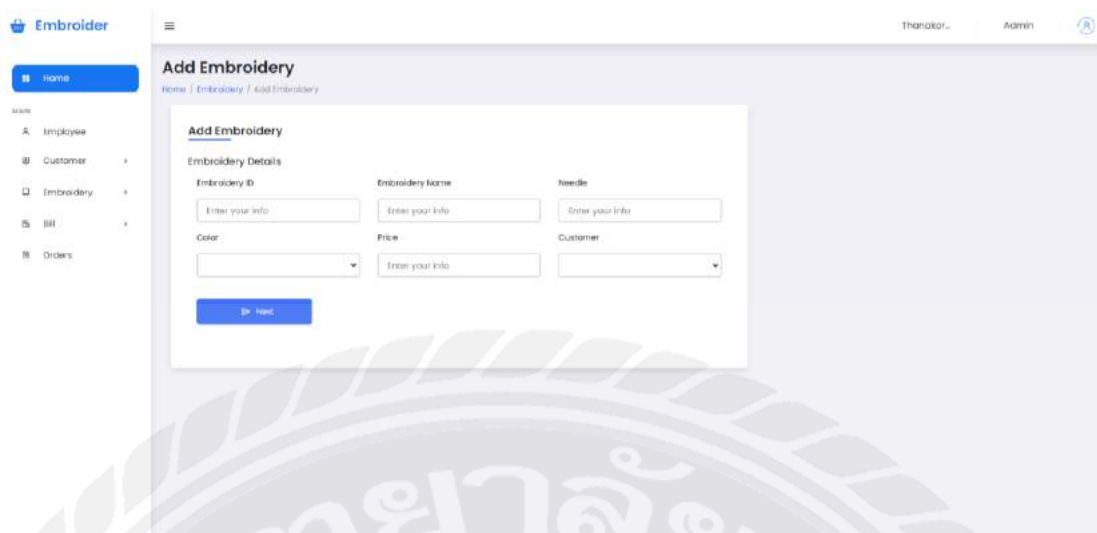 Embroider
Thanakor...
Admin
Home
Employee
Customer
Embroidery
Bill
Orders
Add Embroidery
Home / Embroidery / Add Embroidery
Add Embroidery
Embroidery Details
Embroidery ID
Embroidery Name
Needle
Enter your info
Enter your info
Enter your info
Color
Price
Customer
Enter your info
Next